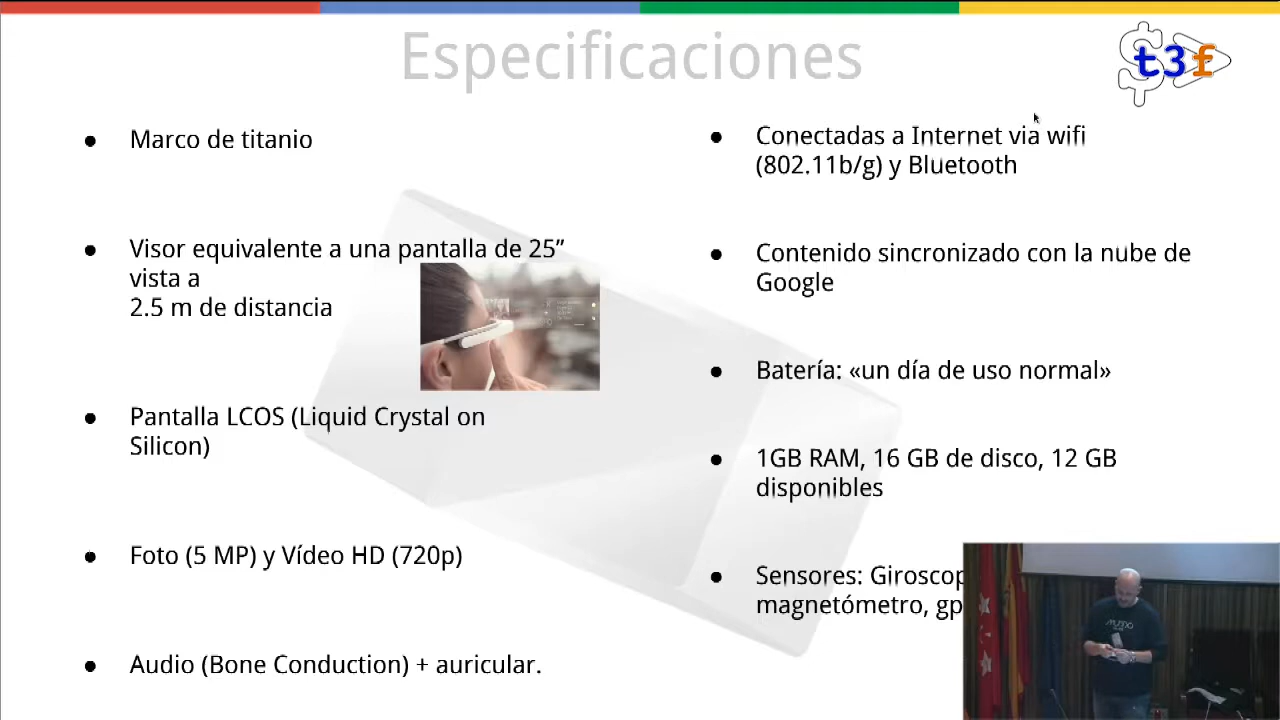 Especificaciones
t3f
Marco de titanio
Visor equivalente a una pantalla de 25”
vista a
2.5 m de distancia
Pantalla LCOS (Liquid Crystal on
Silicon)
Foto (5 MP) y Vídeo HD (720p)
Audio (Bone Conduction) + auricular.
Conectadas a Internet via wifi
(802.11b/g) y Bluetooth
Contenido sincronizado con la nube de
Google
Batería: «un día de uso normal»
1GB RAM, 16 GB de disco, 12 GB
disponibles
Sensores: Giroscop
magnetómetro, gp